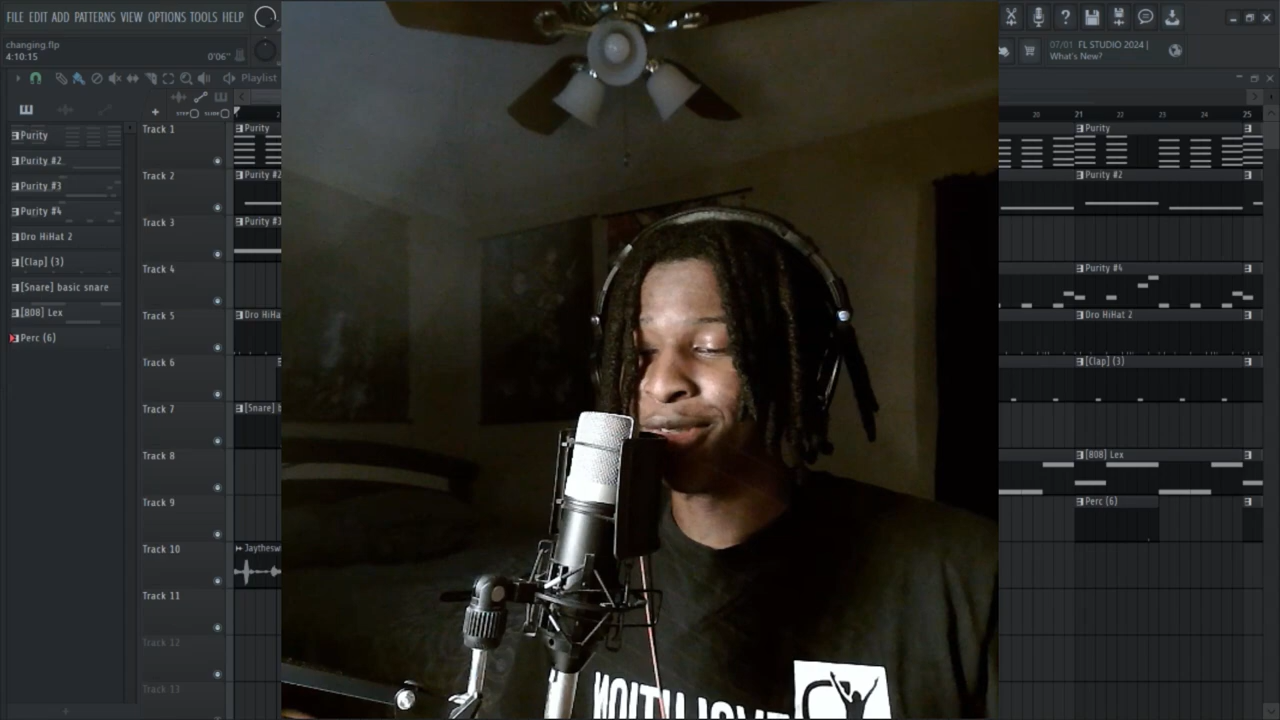 FILE EDIT ADD PATTERNS VIEW OPTIONS TOOLS HELP
changing.flp
4:10:15 0'06"
07/01 FL STUDIO 2024 |
What's New?
Playlist
STEP SLIDE
2 20 21 22 23 24 25
Purity
Purity #2
Purity #3
Purity #4
Dro HiHat 2
[Clap] (3)
[Snare] basic snare
[808] Lex
Perc (6)
Track 1
Purity
Purity
Track 2
Purity #2
Purity #2
Track 3
Purity #3
Track 4
Purity #4
Track 5
Dro HiHa
Dro HiHat 2
Track 6
[Clap] (3)
Track 7
[Snare] b
Track 8
[808] Lex
Track 9
Perc (6)
Track 10
Jaythesw
Track 11
Track 12
Track 13